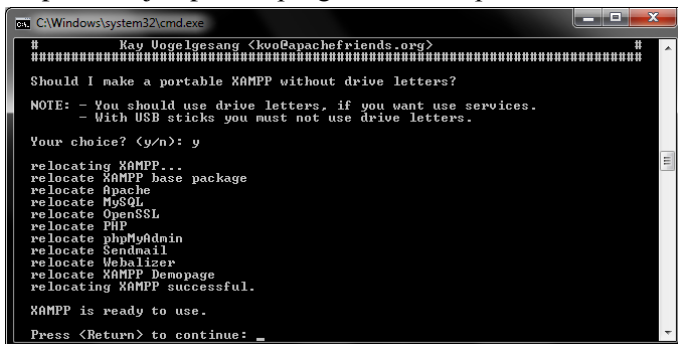 C:\Windows\system32\cmd.exe
#          Kay Vogelgesang <kvo@apachefriends.org>                         #
############################################################################
Should I make a portable XAMPP without drive letters?
NOTE: - You should use drive letters, if you want use services.
      - With USB sticks you must not use drive letters.
Your choice? (y/n): y
relocating XAMPP...
relocate XAMPP base package
relocate Apache
relocate MySQL
relocate OpenSSL
relocate PHP
relocate phpMyAdmin
relocate Sendmail
relocate Webalizer
relocate XAMPP Demopage
relocating XAMPP successful.
XAMPP is ready to use.
Press <Return> to continue: _